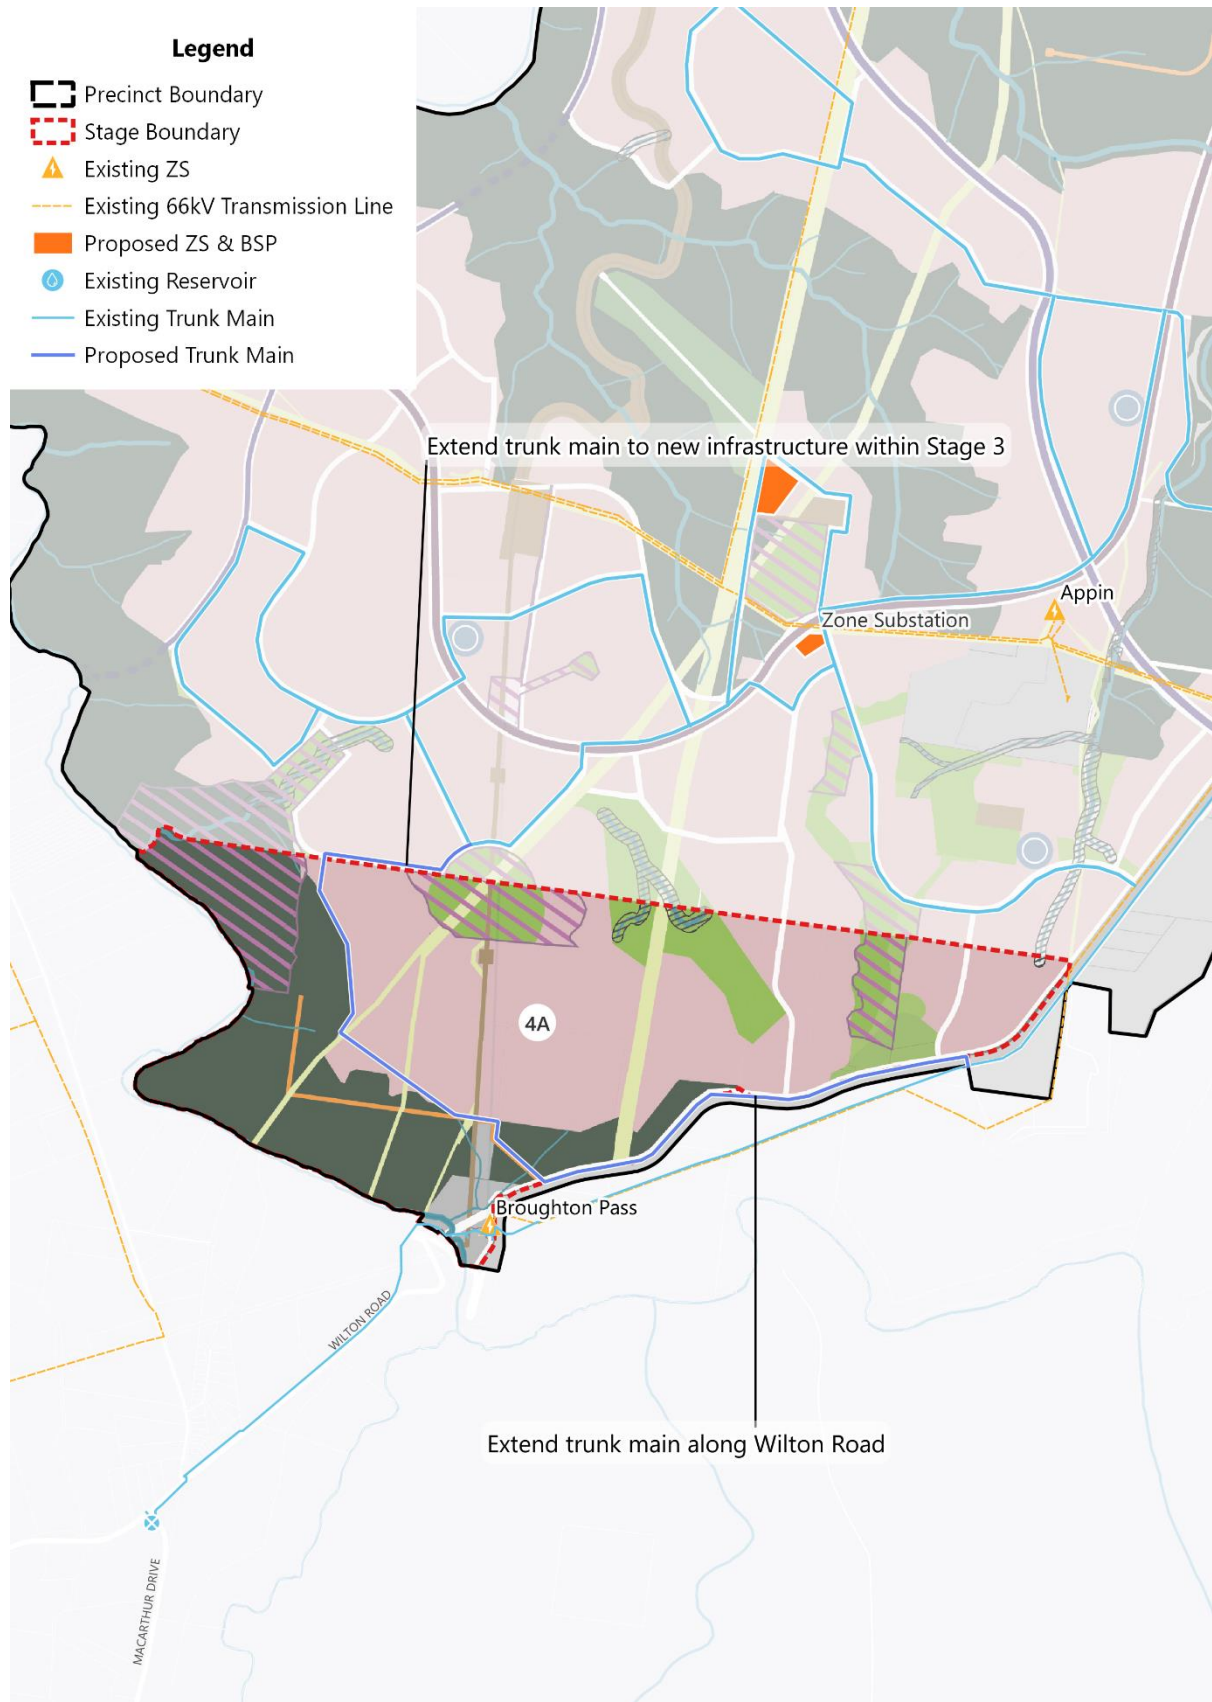 Legend
Precinct Boundary
Stage Boundary
Existing ZS
Existing 66kV Transmission Line
Proposed ZS & BSP
Existing Reservoir
Existing Trunk Main
Proposed Trunk Main
Extend trunk main to new infrastructure within Stage 3
Appin
Zone Substation
4A
Broughton Pass
WILTON ROAD
Extend trunk main along Wilton Road
MACARTHUR DRIVE